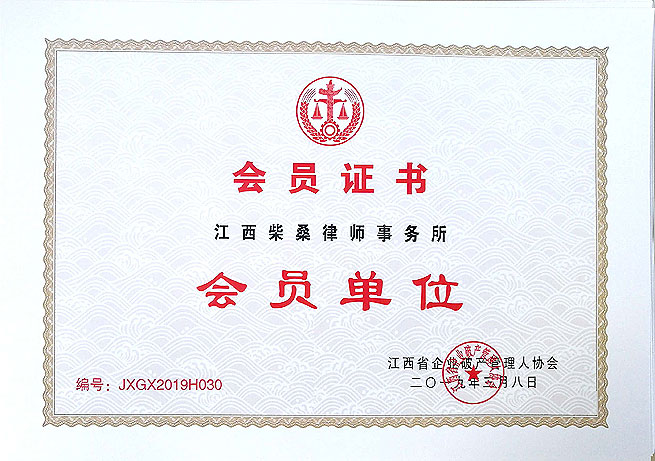 会员证书
江西柴桑律师事务所
会员单位
江西省企业破产管理人协会
二〇一九年三月八日
编号：JXGX2019H030